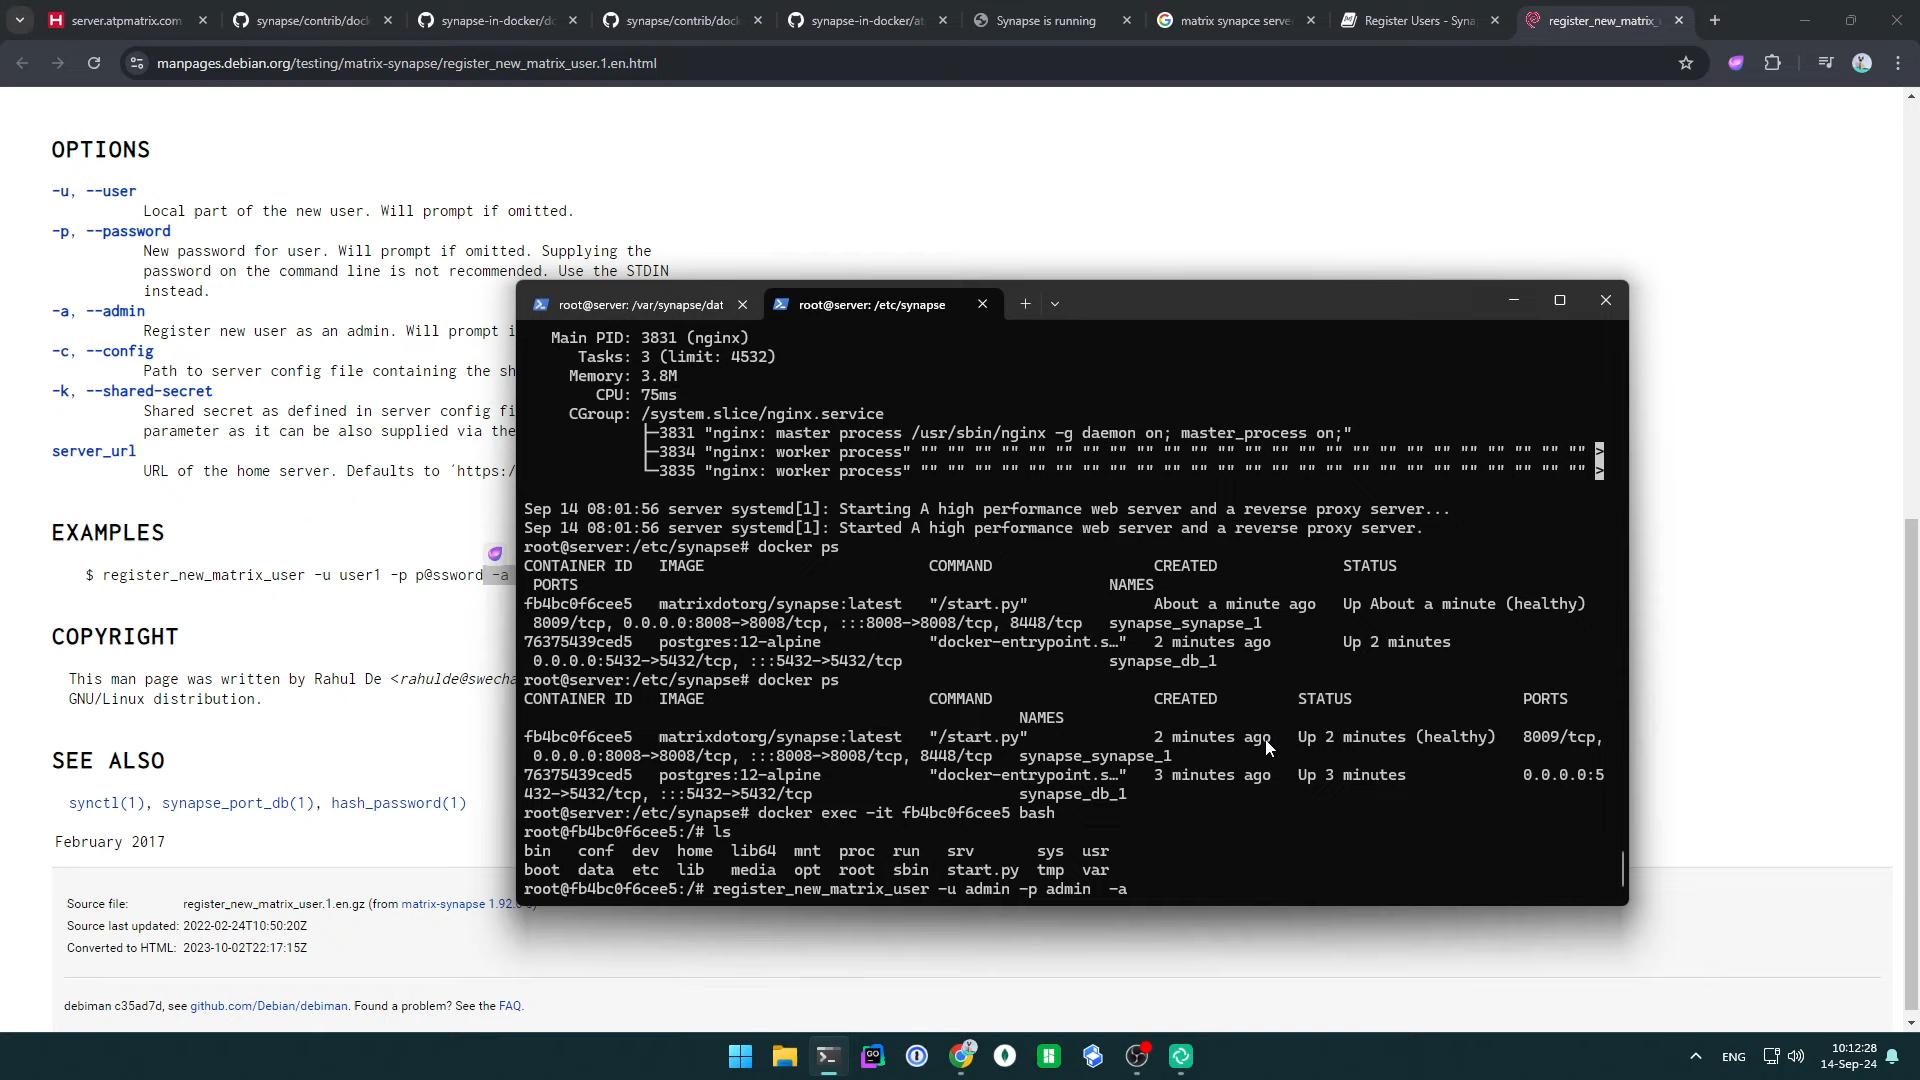 server.atpmatrix.com
synapse/contrib/dock
synapse-in-docker/do
synapse/contrib/dock
synapse-in-docker/at
Synapse is running
matrix synapce serve
Register Users - Syna
register_new_matrix_
manpages.debian.org/testing/matrix-synapse/register_new_matrix_user.1.en.html
OPTIONS
-u, --user
Local part of the new user. Will prompt if omitted.
-p, --password
New password for user. Will prompt if omitted. Supplying the
password on the command line is not recommended. Use the STDIN
instead.
-a, --admin
Register new user as an admin. Will prompt i
-c, --config
Path to server config file containing the sh
-k, --shared-secret
Shared secret as defined in server config fi
parameter as it can be also supplied via the
server_url
URL of the home server. Defaults to ´https:/
EXAMPLES
$ register_new_matrix_user -u user1 -p p@ssword -a
COPYRIGHT
This man page was written by Rahul De <rahulde@swecha
GNU/Linux distribution.
SEE ALSO
synctl(1), synapse_port_db(1), hash_password(1)
February 2017
Source file: register_new_matrix_user.1.en.gz (from matrix-synapse 1.92.
Source last updated: 2022-02-24T10:50:20Z
Converted to HTML: 2023-10-02T22:17:15Z
debiman c35ad7d, see github.com/Debian/debiman. Found a problem? See the FAQ.
root@server: /var/synapse/dat
root@server: /etc/synapse
Main PID: 3831 (nginx)
Tasks: 3 (limit: 4532)
Memory: 3.8M
CPU: 75ms
CGroup: /system.slice/nginx.service
├─3831 "nginx: master process /usr/sbin/nginx -g daemon on; master_process on;"
├─3834 "nginx: worker process" "" "" "" "" "" "" "" "" "" "" "" "" "" "" "" "" "" "" "" "" "" "" "" "" "" >
└─3835 "nginx: worker process" "" "" "" "" "" "" "" "" "" "" "" "" "" "" "" "" "" "" "" "" "" "" "" "" "" >
Sep 14 08:01:56 server systemd[1]: Starting A high performance web server and a reverse proxy server...
Sep 14 08:01:56 server systemd[1]: Started A high performance web server and a reverse proxy server.
root@server:/etc/synapse# docker ps
CONTAINER ID IMAGE COMMAND CREATED STATUS
PORTS NAMES
fb4bc0f6cee5 matrixdotorg/synapse:latest "/start.py" About a minute ago Up About a minute (healthy)
8009/tcp, 0.0.0.0:8008->8008/tcp, :::8008->8008/tcp, 8448/tcp synapse_synapse_1
76375439ced5 postgres:12-alpine "docker-entrypoint.s…" 2 minutes ago Up 2 minutes
0.0.0.0:5432->5432/tcp, :::5432->5432/tcp synapse_db_1
root@server:/etc/synapse# docker ps
CONTAINER ID IMAGE COMMAND CREATED STATUS PORTS
NAMES
fb4bc0f6cee5 matrixdotorg/synapse:latest "/start.py" 2 minutes ago Up 2 minutes (healthy) 8009/tcp,
0.0.0.0:8008->8008/tcp, :::8008->8008/tcp, 8448/tcp synapse_synapse_1
76375439ced5 postgres:12-alpine "docker-entrypoint.s…" 3 minutes ago Up 3 minutes 0.0.0.0:5
432->5432/tcp, :::5432->5432/tcp synapse_db_1
root@server:/etc/synapse# docker exec -it fb4bc0f6cee5 bash
root@fb4bc0f6cee5:/# ls
bin conf dev home lib64 mnt proc run srv sys usr
boot data etc lib media opt root sbin start.py tmp var
root@fb4bc0f6cee5:/# register_new_matrix_user -u admin -p admin -a
GO
ENG
10:12:28
14-Sep-24